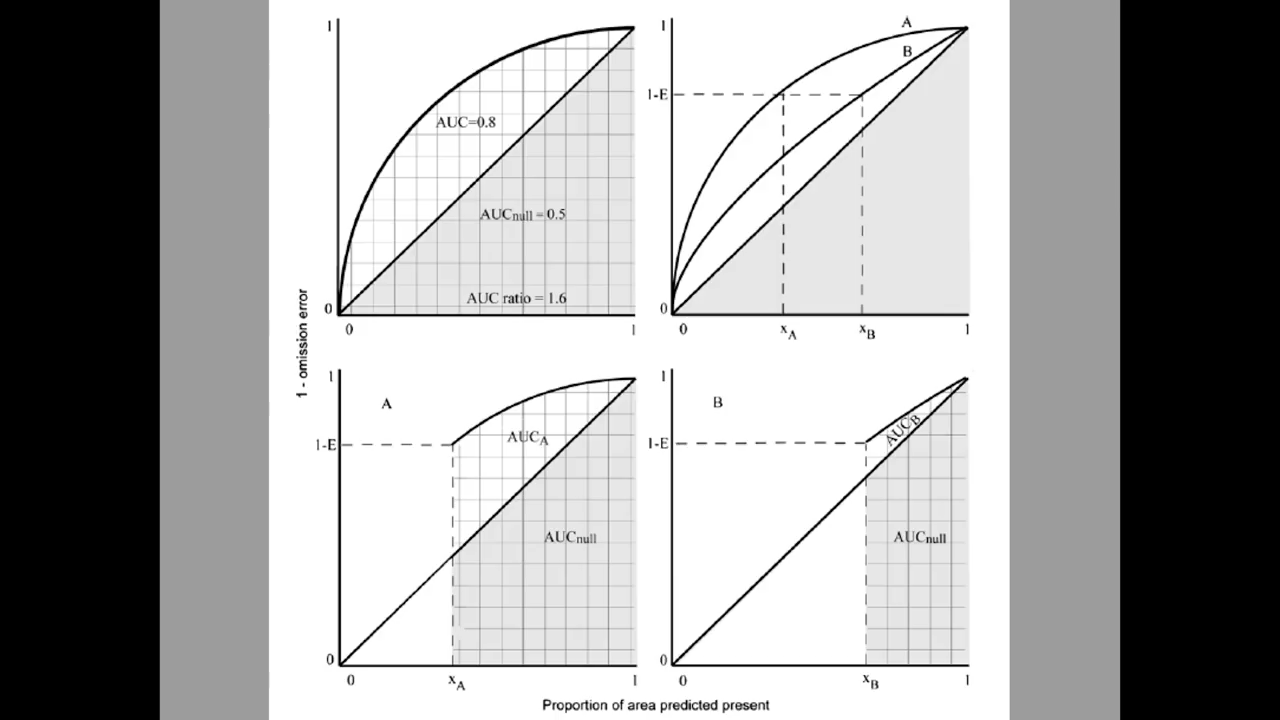 1
AUC=0.8
AUCnull = 0.5
AUC ratio = 1.6
0
0
1
1
A
B
1-E
0
0
xA
xB
1
1 - omission error
1
A
1-E
AUCA
AUCnull
0
0
xA
1
1
B
1-E
AUCB
AUCnull
0
0
xB
1
Proportion of area predicted present